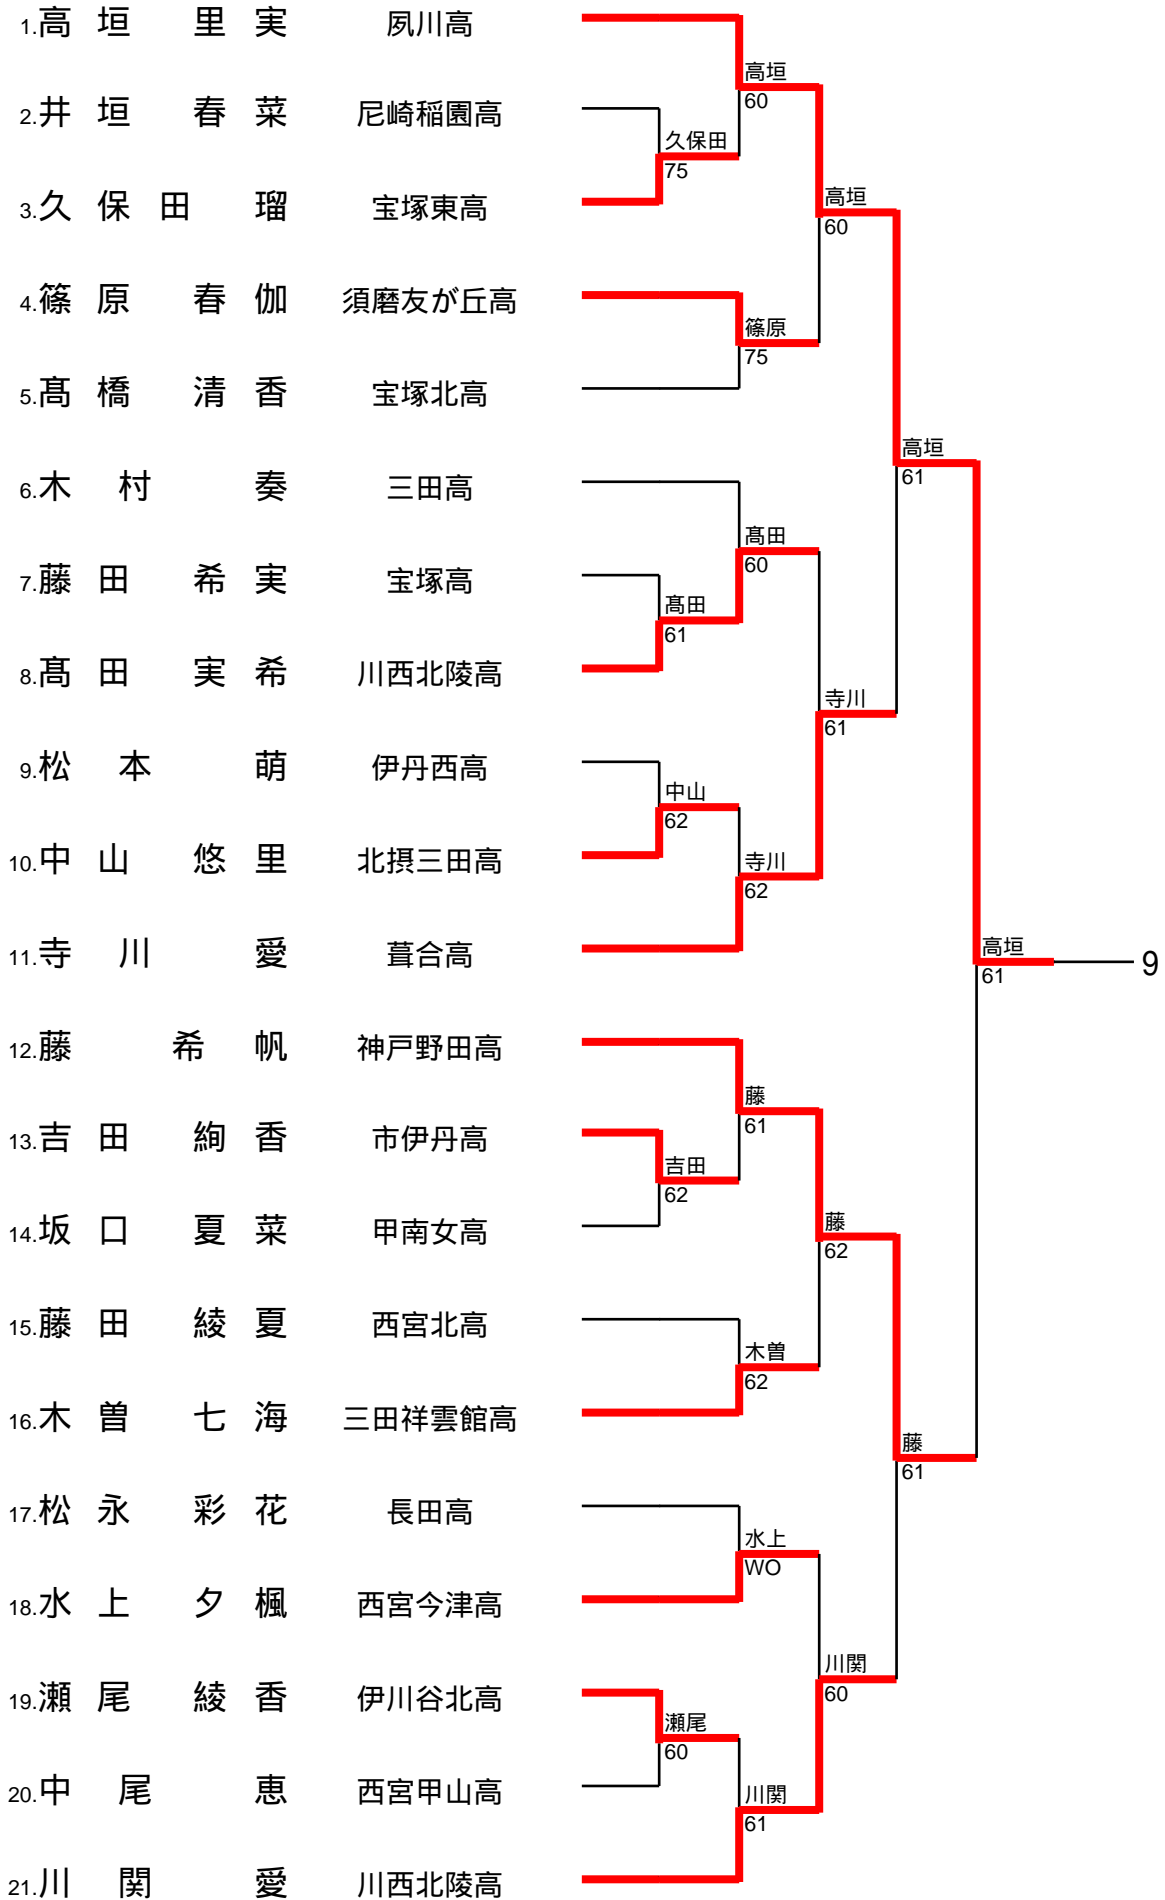 1.高垣 里実 夙川高
高垣
60
2.井垣 春菜 尼崎稲園高
久保田
75
3.久保田 瑠 宝塚東高
高垣
60
4.篠原 春伽 須磨友が丘高
篠原
75
5.髙橋 清香 宝塚北高
高垣
61
6.木村 奏 三田高
髙田
60
7.藤田 希実 宝塚高
髙田
61
8.髙田 実希 川西北陵高
寺川
61
9.松本 萌 伊丹西高
中山
62
10.中山 悠里 北摂三田高
寺川
62
11.寺川 愛 葺合高
高垣
61
9
12.藤 希帆 神戸野田高
藤
61
13.吉田 絢香 市伊丹高
吉田
62
14.坂口 夏菜 甲南女高
藤
62
15.藤田 綾夏 西宮北高
木曽
62
16.木曽 七海 三田祥雲館高
藤
61
17.松永 彩花 長田高
水上
WO
18.水上 夕楓 西宮今津高
川関
60
19.瀬尾 綾香 伊川谷北高
瀬尾
60
20.中尾 恵 西宮甲山高
川関
61
21.川関 愛 川西北陵高